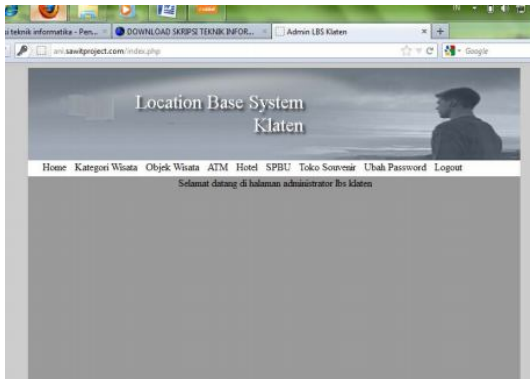 si teknik informatika - Pen...
DOWNLOAD SKRIPSI TEKNIK INFOR...
Admin LBS Klaten
ani.sawitproject.com/index.php
Google
Location Base System
Klaten
Home Kategori Wisata Objek Wisata ATM Hotel SPBU Toko Souvenir Ubah Password Logout
Selamat datang di halaman administrator lbs klaten